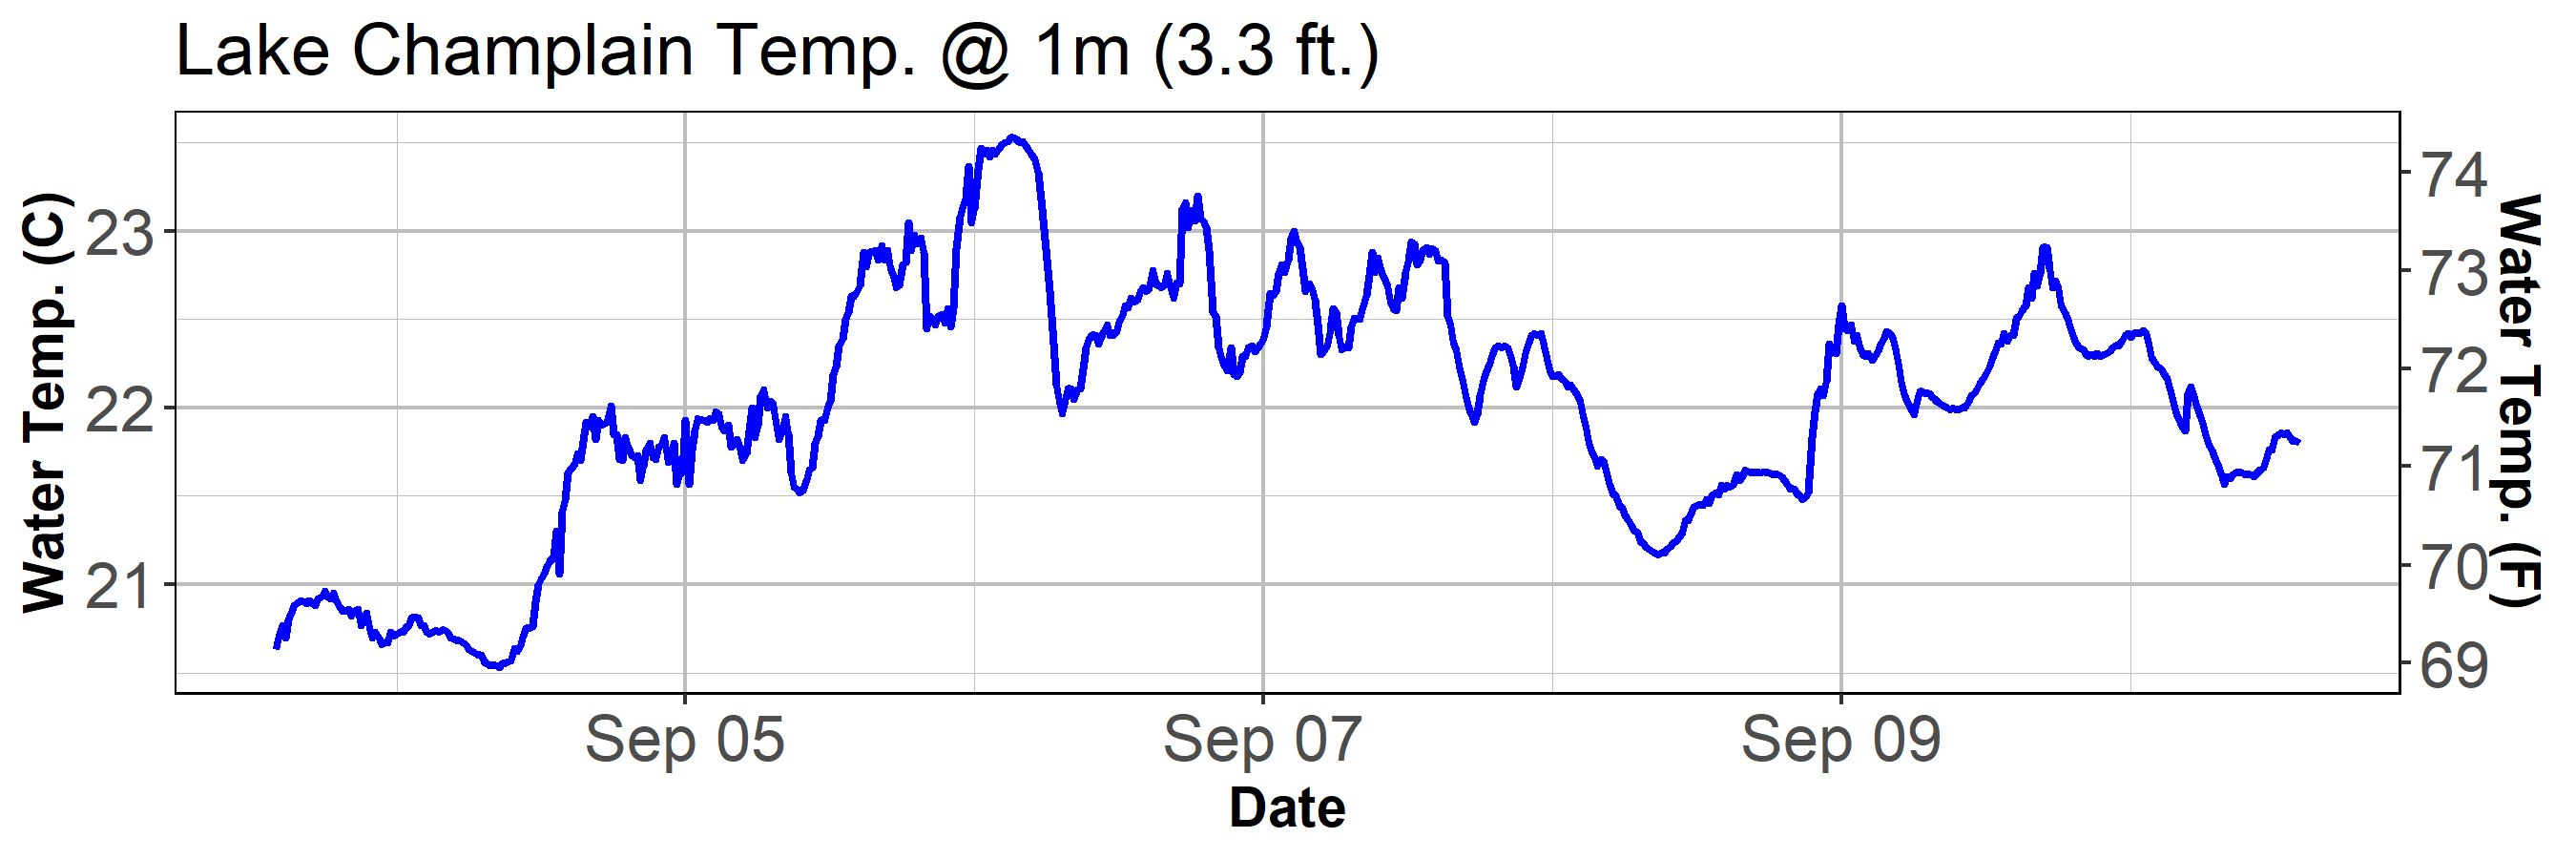 Lake Champlain Temp. @ 1m (3.3 ft.)
Water Temp. (C)
23
22
21
74
73
72
71
70
69
Water Temp. (F)
Sep 05
Sep 07
Sep 09
Date